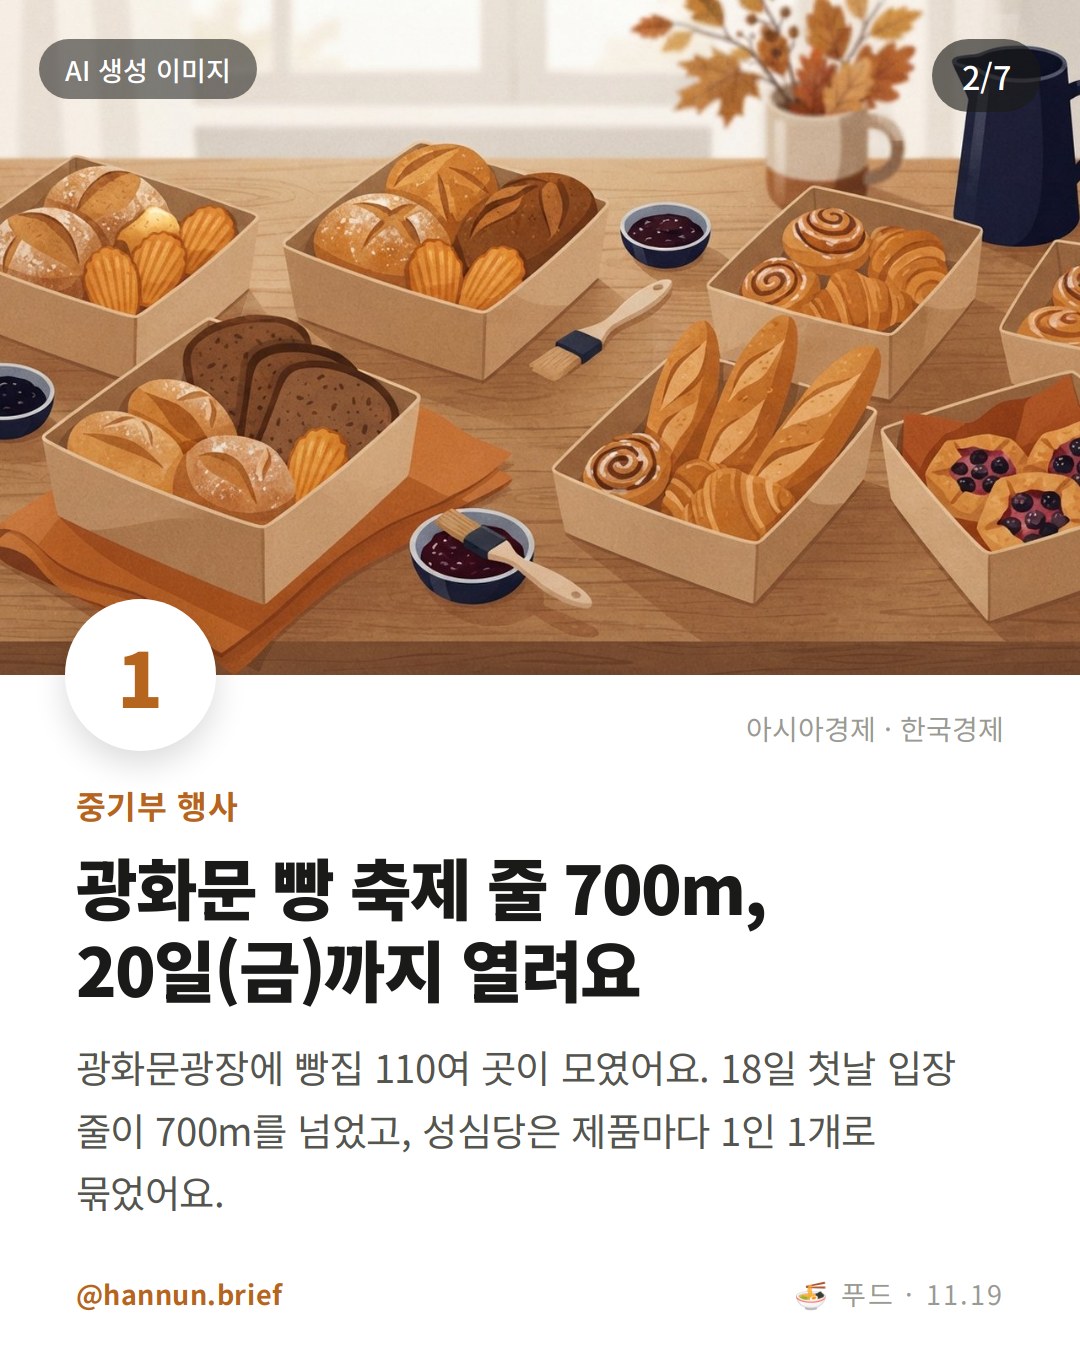 AI 생성 이미지
2/7
1
아시아경제 · 한국경제
중기부 행사
광화문 빵 축제 줄 700m,
20일(금)까지 열려요
광화문광장에 빵집 110여 곳이 모였어요. 18일 첫날 입장
줄이 700m를 넘었고, 성심당은 제품마다 1인 1개로
묶었어요.
@hannun.brief
🍜 푸드 · 11.19